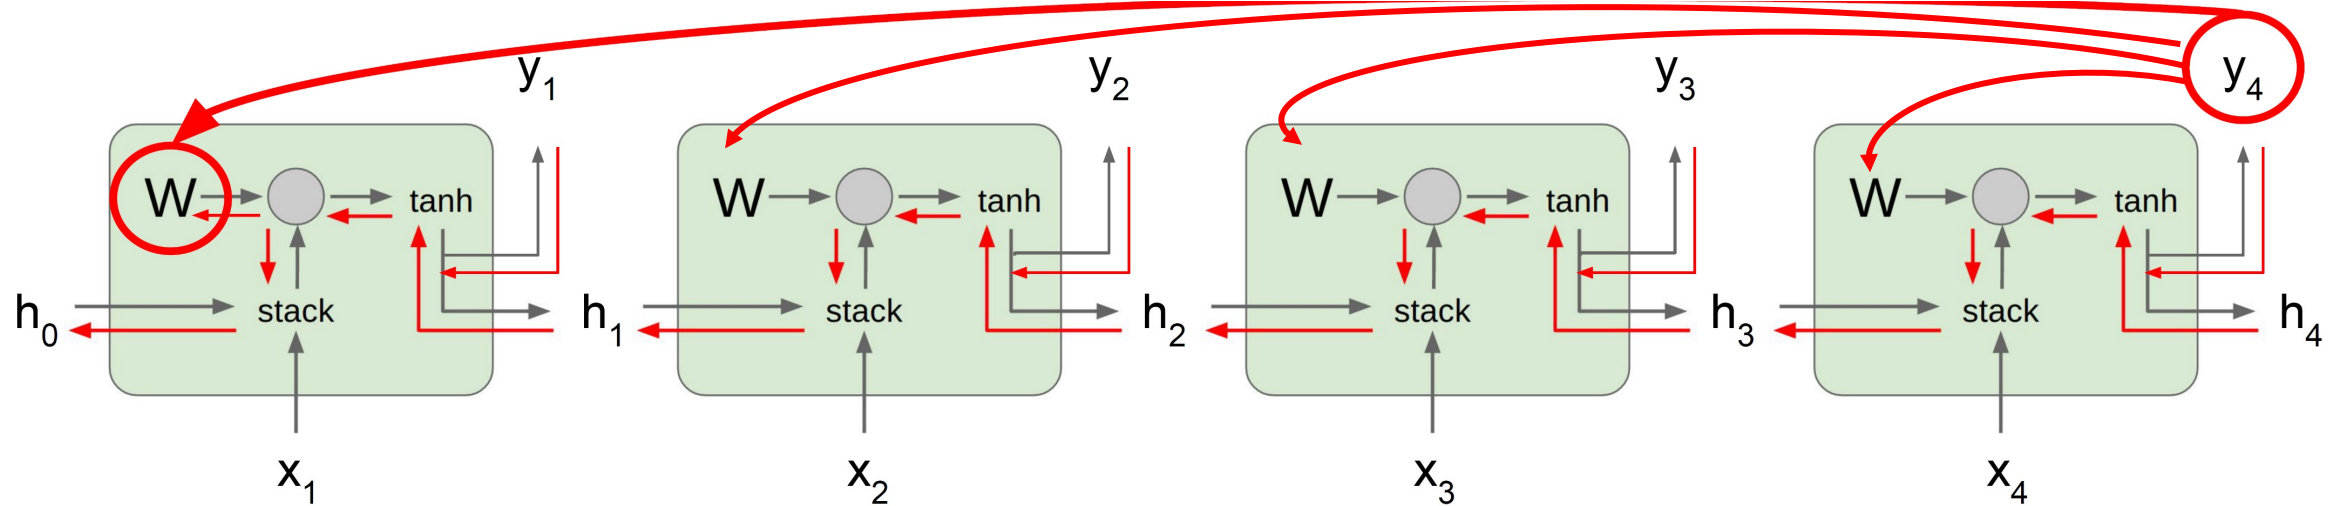 y1 y2 y3 y4
W tanh W tanh W tanh W tanh
h0 stack h1 stack h2 stack h3 stack h4
x1 x2 x3 x4